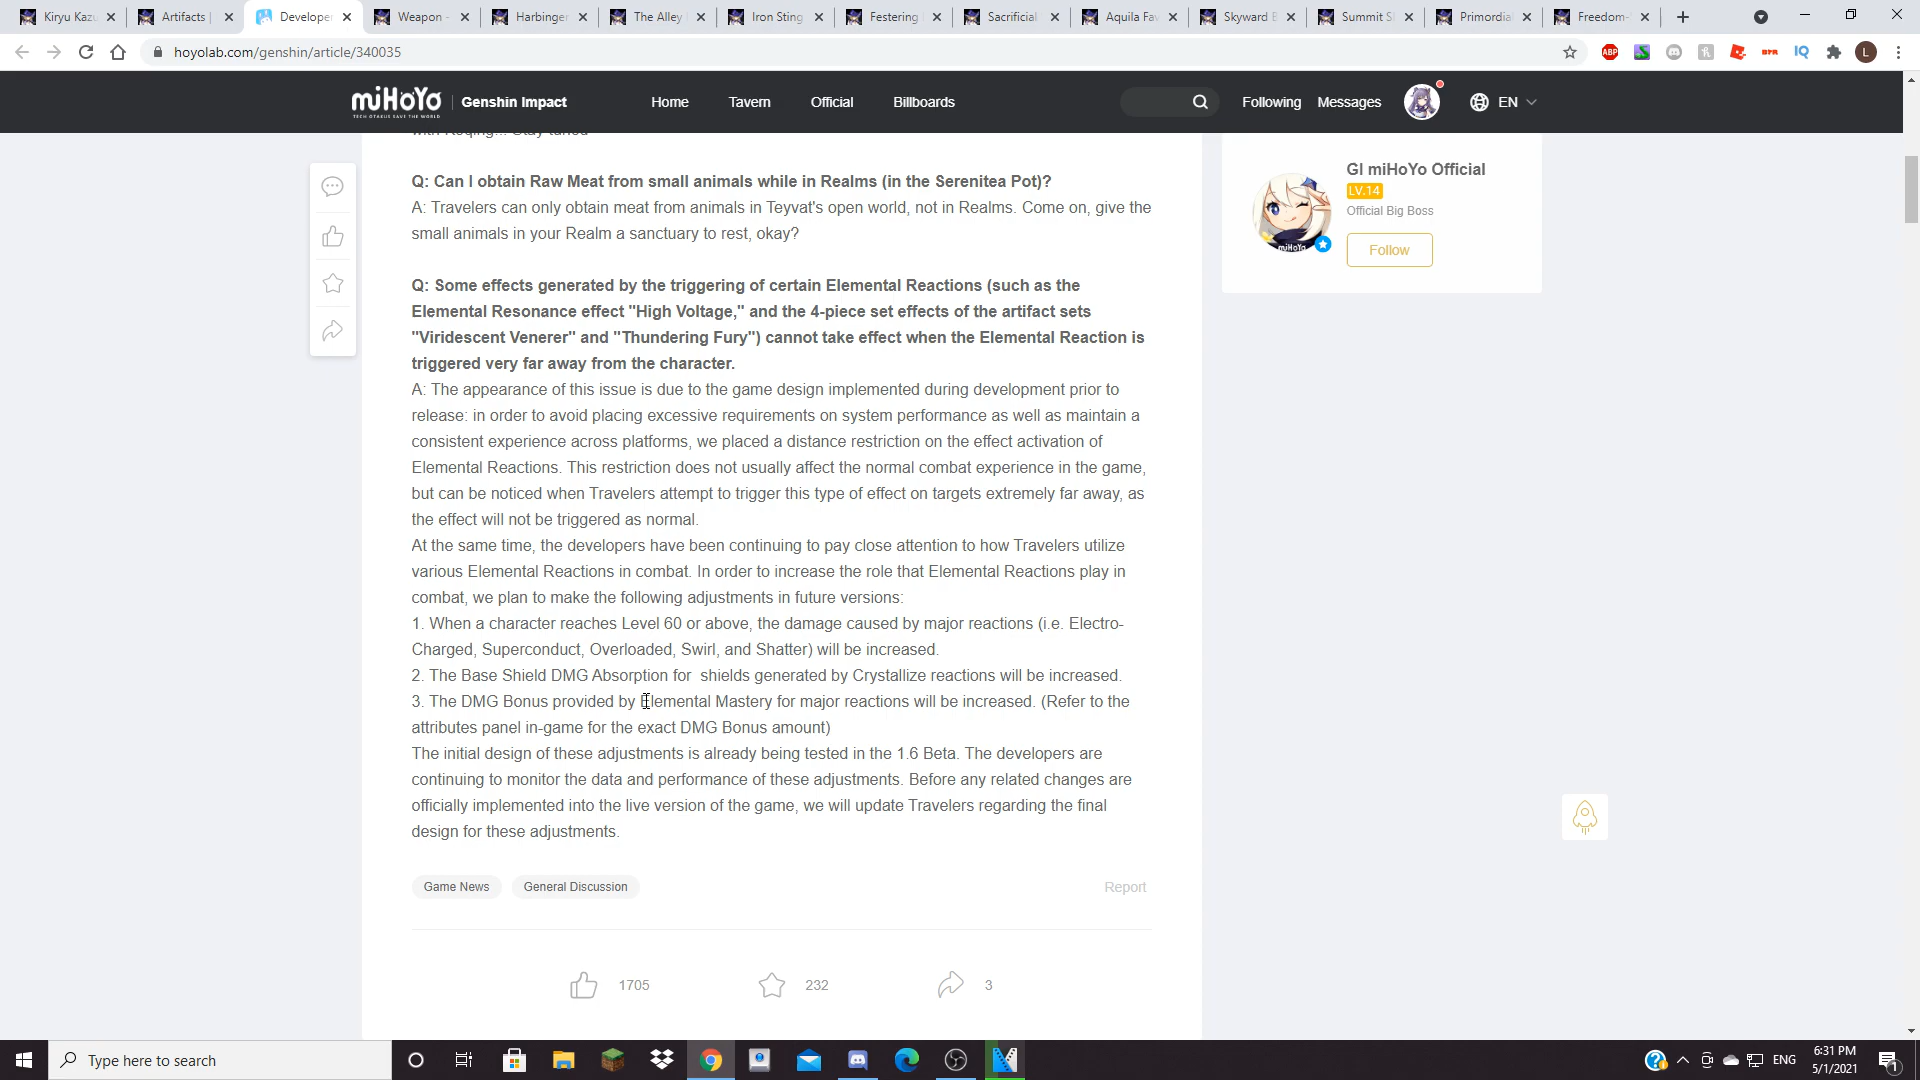 Kiryu Kazu
Artifacts |
Developer
Weapon -
Harbinger
The Alley
Iron Sting
Festering
Sacrificial
Aquila Fav
Skyward B
Summit S
Primordia
Freedom-
hoyolab.com/genshin/article/340035
ABP
BTR
IQ
L
miHoYo
TECH OTAKUS SAVE THE WORLD
Genshin Impact
Home
Tavern
Official
Billboards
Following
Messages
EN
with Keqing... Stay tuned
Q: Can I obtain Raw Meat from small animals while in Realms (in the Serenitea Pot)?
A: Travelers can only obtain meat from animals in Teyvat's open world, not in Realms. Come on, give the
small animals in your Realm a sanctuary to rest, okay?
Q: Some effects generated by the triggering of certain Elemental Reactions (such as the
Elemental Resonance effect "High Voltage," and the 4-piece set effects of the artifact sets
"Viridescent Venerer" and "Thundering Fury") cannot take effect when the Elemental Reaction is
triggered very far away from the character.
A: The appearance of this issue is due to the game design implemented during development prior to
release: in order to avoid placing excessive requirements on system performance as well as maintain a
consistent experience across platforms, we placed a distance restriction on the effect activation of
Elemental Reactions. This restriction does not usually affect the normal combat experience in the game,
but can be noticed when Travelers attempt to trigger this type of effect on targets extremely far away, as
the effect will not be triggered as normal.
At the same time, the developers have been continuing to pay close attention to how Travelers utilize
various Elemental Reactions in combat. In order to increase the role that Elemental Reactions play in
combat, we plan to make the following adjustments in future versions:
1. When a character reaches Level 60 or above, the damage caused by major reactions (i.e. Electro-
Charged, Superconduct, Overloaded, Swirl, and Shatter) will be increased.
2. The Base Shield DMG Absorption for  shields generated by Crystallize reactions will be increased.
3. The DMG Bonus provided by Elemental Mastery for major reactions will be increased. (Refer to the
attributes panel in-game for the exact DMG Bonus amount)
The initial design of these adjustments is already being tested in the 1.6 Beta. The developers are
continuing to monitor the data and performance of these adjustments. Before any related changes are
officially implemented into the live version of the game, we will update Travelers regarding the final
design for these adjustments.
Game News
General Discussion
Report
1705
232
3
GI miHoYo Official
LV.14
Official Big Boss
miHoYo
Follow
Type here to search
ENG
6:31 PM
5/1/2021
1